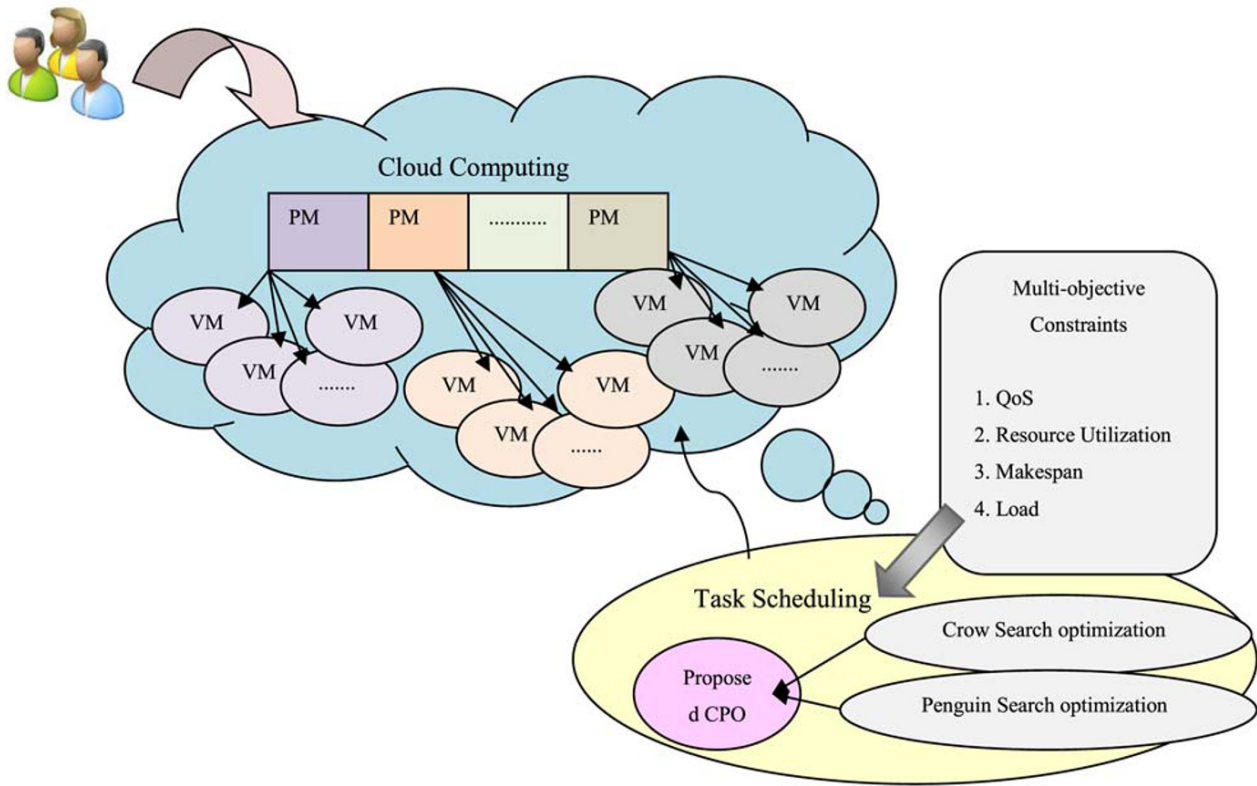 Cloud Computing
PM
PM
...........
PM
VM
VM
VM
.......
VM
VM
VM
......
VM
VM
VM
.......
Multi-objective
Constraints
1. QoS
2. Resource Utilization
3. Makespan
4. Load
Task Scheduling
Crow Search optimization
Propose
d CPO
Penguin Search optimization